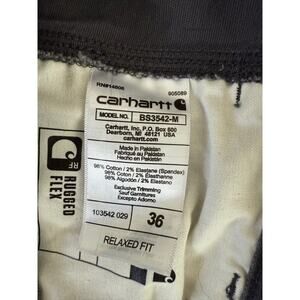 RN#14806 905089
carhartt
MODEL NO. BS3542-M
Carhartt, Inc. P.O. Box 600
Dearborn, MI 48121 USA
www.carhartt.com
Made in Pakistan
Fabriqué au Pakistan
Hecho en Pakistán
98% Cotton / 2% Elastane (Spandex)
98% Coton / 2% Élasthanne
98% Algodón / 2% Elastano
Exclusive Trimming
Sauf Garnitures
Excepto Adorno
103542 029 36
RELAXED FIT
RF
RUGGED
FLEX